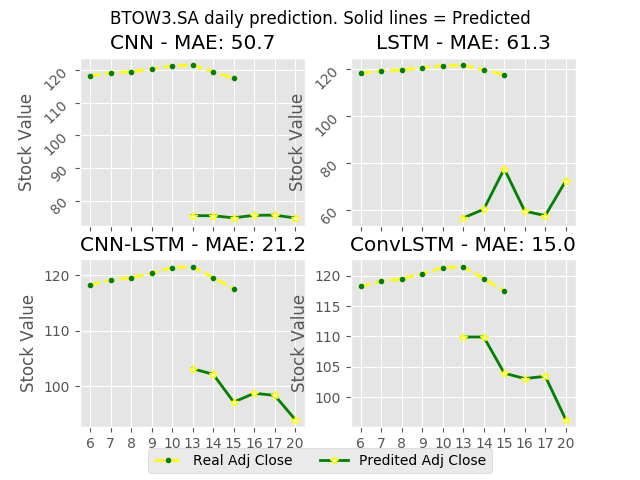 BTOW3.SA daily prediction. Solid lines = Predicted
CNN - MAE: 50.7
LSTM - MAE: 61.3
Stock Value
120
110
100
90
80
Stock Value
120
100
80
60
CNN-LSTM - MAE: 21.2
ConvLSTM - MAE: 15.0
Stock Value
120
110
100
6 7 8 9 10 13 14 15 16 17 20
Stock Value
120
115
110
105
100
6 7 8 9 10 13 14 15 16 17 20
Real Adj Close
Predited Adj Close